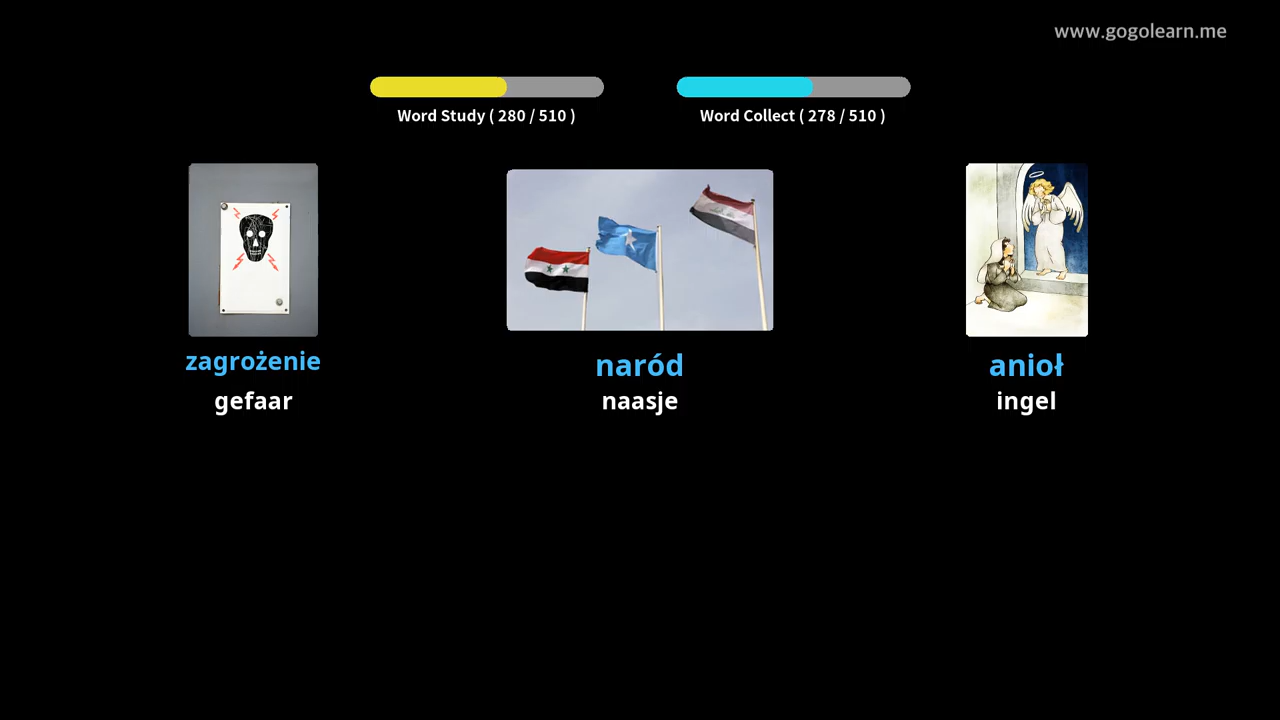 www.gogolearn.me
Word Study ( 280 / 510 )
Word Collect ( 278 / 510 )
zagrożenie
gefaar
naród
naasje
anioł
ingel